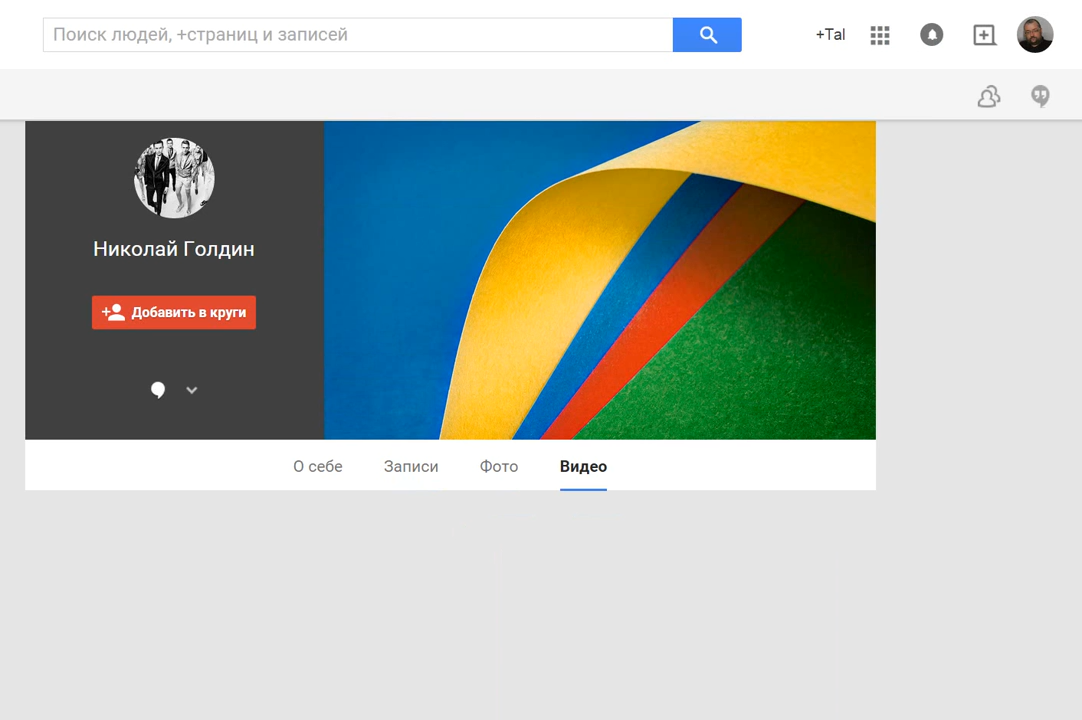 Поиск людей, +страниц и записей
+Tal
Николай Голдин
Добавить в круги
О себе Записи Фото Видео